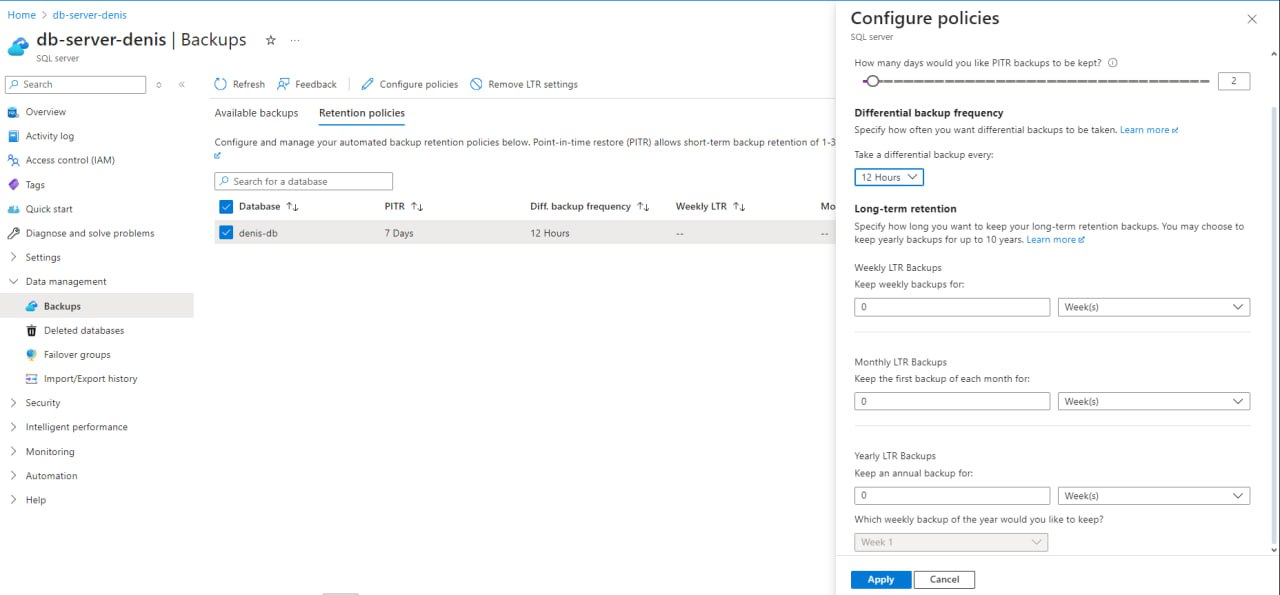 Home > db-server-denis
db-server-denis | Backups
SQL server
Search
Overview
Activity log
Access control (IAM)
Tags
Quick start
Diagnose and solve problems
Settings
Data management
Backups
Deleted databases
Failover groups
Import/Export history
Security
Intelligent performance
Monitoring
Automation
Help
Refresh Feedback Configure policies Remove LTR settings
Available backups Retention policies
Configure and manage your automated backup retention policies below. Point-in-time restore (PITR) allows short-term backup retention of 1-3
Search for a database
Database PITR Diff. backup frequency Weekly LTR Mo
denis-db 7 Days 12 Hours -- --
Configure policies
SQL server
How many days would you like PITR backups to be kept?
2
Differential backup frequency
Specify how often you want differential backups to be taken. Learn more
Take a differential backup every:
12 Hours
Long-term retention
Specify how long you want to keep your long-term retention backups. You may choose to
keep yearly backups for up to 10 years. Learn more
Weekly LTR Backups
Keep weekly backups for:
0 Week(s)
Monthly LTR Backups
Keep the first backup of each month for:
0 Week(s)
Yearly LTR Backups
Keep an annual backup for:
0 Week(s)
Which weekly backup of the year would you like to keep?
Week 1
Apply Cancel